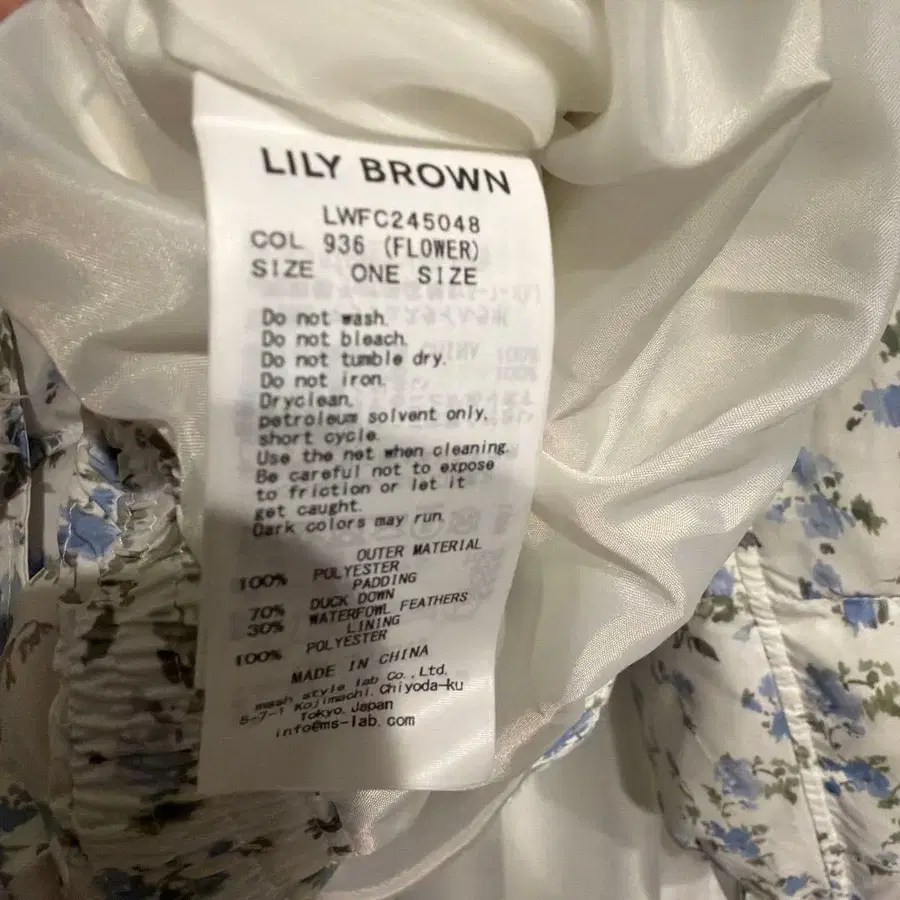 LILY BROWN
LWFC245048
COL 936 (FLOWER)
SIZE ONE SIZE
Do not wash.
Do not bleach.
Do not tumble dry.
Do not iron.
Dryclean.
petroleum solvent only.
short cycle.
Use the net when cleaning.
Be careful not to expose
to friction or let it
get caught.
Dark colors may run.
OUTER MATERIAL
100% POLYESTER
PADDING
70% DUCK DOWN
30% WATERFOWL FEATHERS
LINING
100% POLYESTER
MADE IN CHINA
mash style lab Co.,Ltd.
5-7-1 Kojimachi. Chiyoda-ku
Tokyo. Japan
info@ms-lab.com